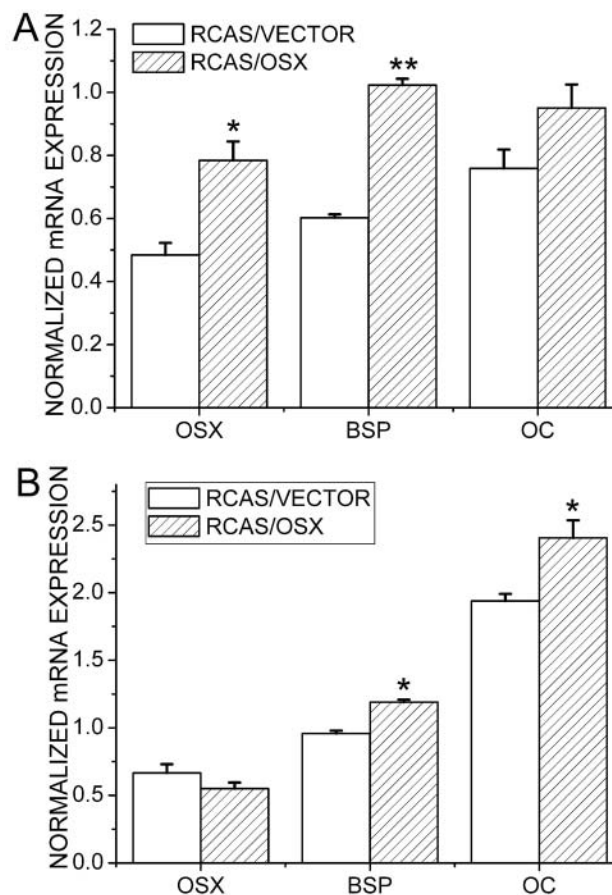 A
NORMALIZED mRNA EXPRESSION
1.2
1.0
0.8
0.6
0.4
0.2
0.0
RCAS/VECTOR
RCAS/OSX
*
**
OSX BSP OC
B
NORMALIZED mRNA EXPRESSION
2.5
2.0
1.5
1.0
0.5
0.0
RCAS/VECTOR
RCAS/OSX
*
*
OSX BSP OC